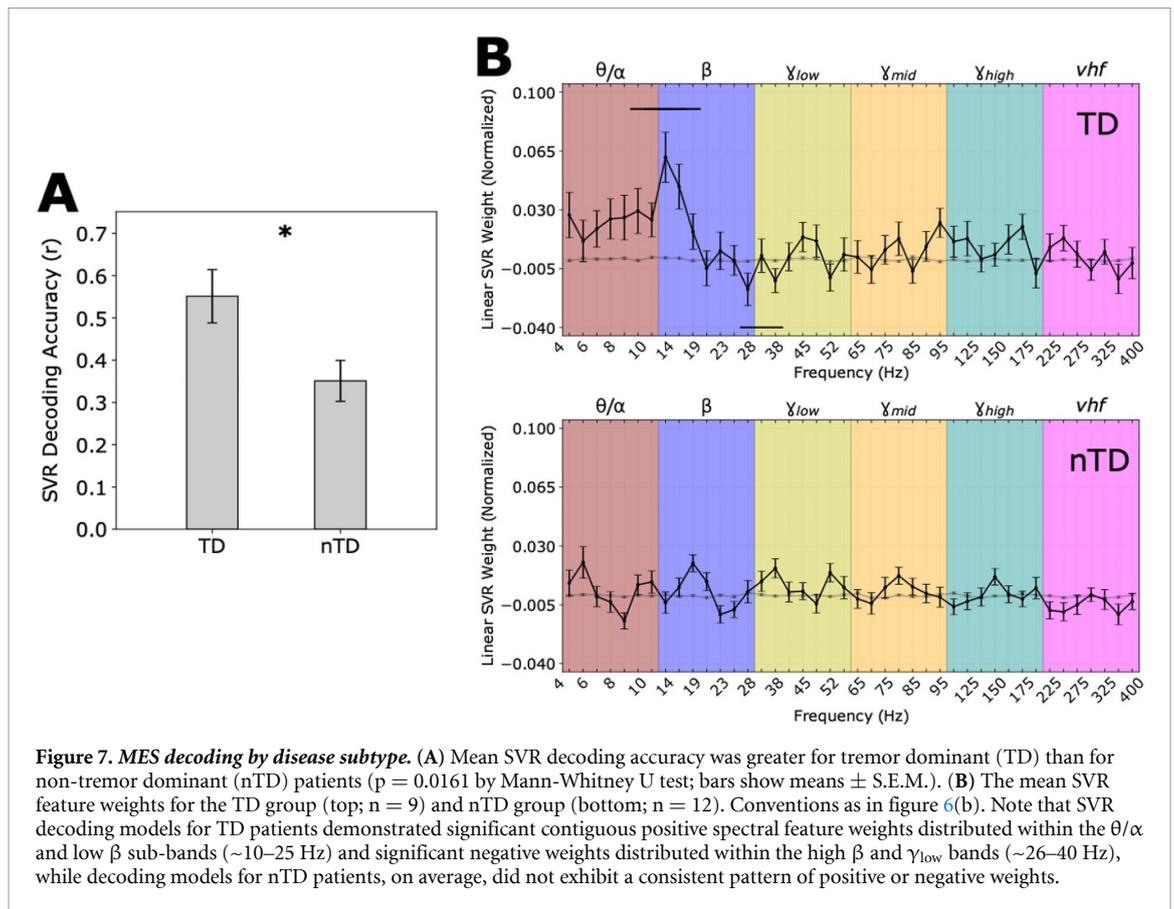 A
SVR Decoding Accuracy (r)
0.7
0.6
0.5
0.4
0.3
0.2
0.1
0.0
*
TD
nTD
B
θ/α β γlow γmid γhigh vhf
Linear SVR Weight (Normalized)
0.100
0.065
0.030
−0.005
−0.040
TD
4 6 8 10 14 19 23 28 38 45 52 65 75 85 95 125 150 175 225 275 325 400
Frequency (Hz)
θ/α β γlow γmid γhigh vhf
Linear SVR Weight (Normalized)
0.100
0.065
0.030
−0.005
−0.040
nTD
4 6 8 10 14 19 23 28 38 45 52 65 75 85 95 125 150 175 225 275 325 400
Frequency (Hz)
Figure 7. MES decoding by disease subtype. (A) Mean SVR decoding accuracy was greater for tremor dominant (TD) than for
non-tremor dominant (nTD) patients (p = 0.0161 by Mann-Whitney U test; bars show means ± S.E.M.). (B) The mean SVR
feature weights for the TD group (top; n = 9) and nTD group (bottom; n = 12). Conventions as in figure 6(b). Note that SVR
decoding models for TD patients demonstrated significant contiguous positive spectral feature weights distributed within the θ/α
and low β sub-bands (~10–25 Hz) and significant negative weights distributed within the high β and γlow bands (~26–40 Hz),
while decoding models for nTD patients, on average, did not exhibit a consistent pattern of positive or negative weights.